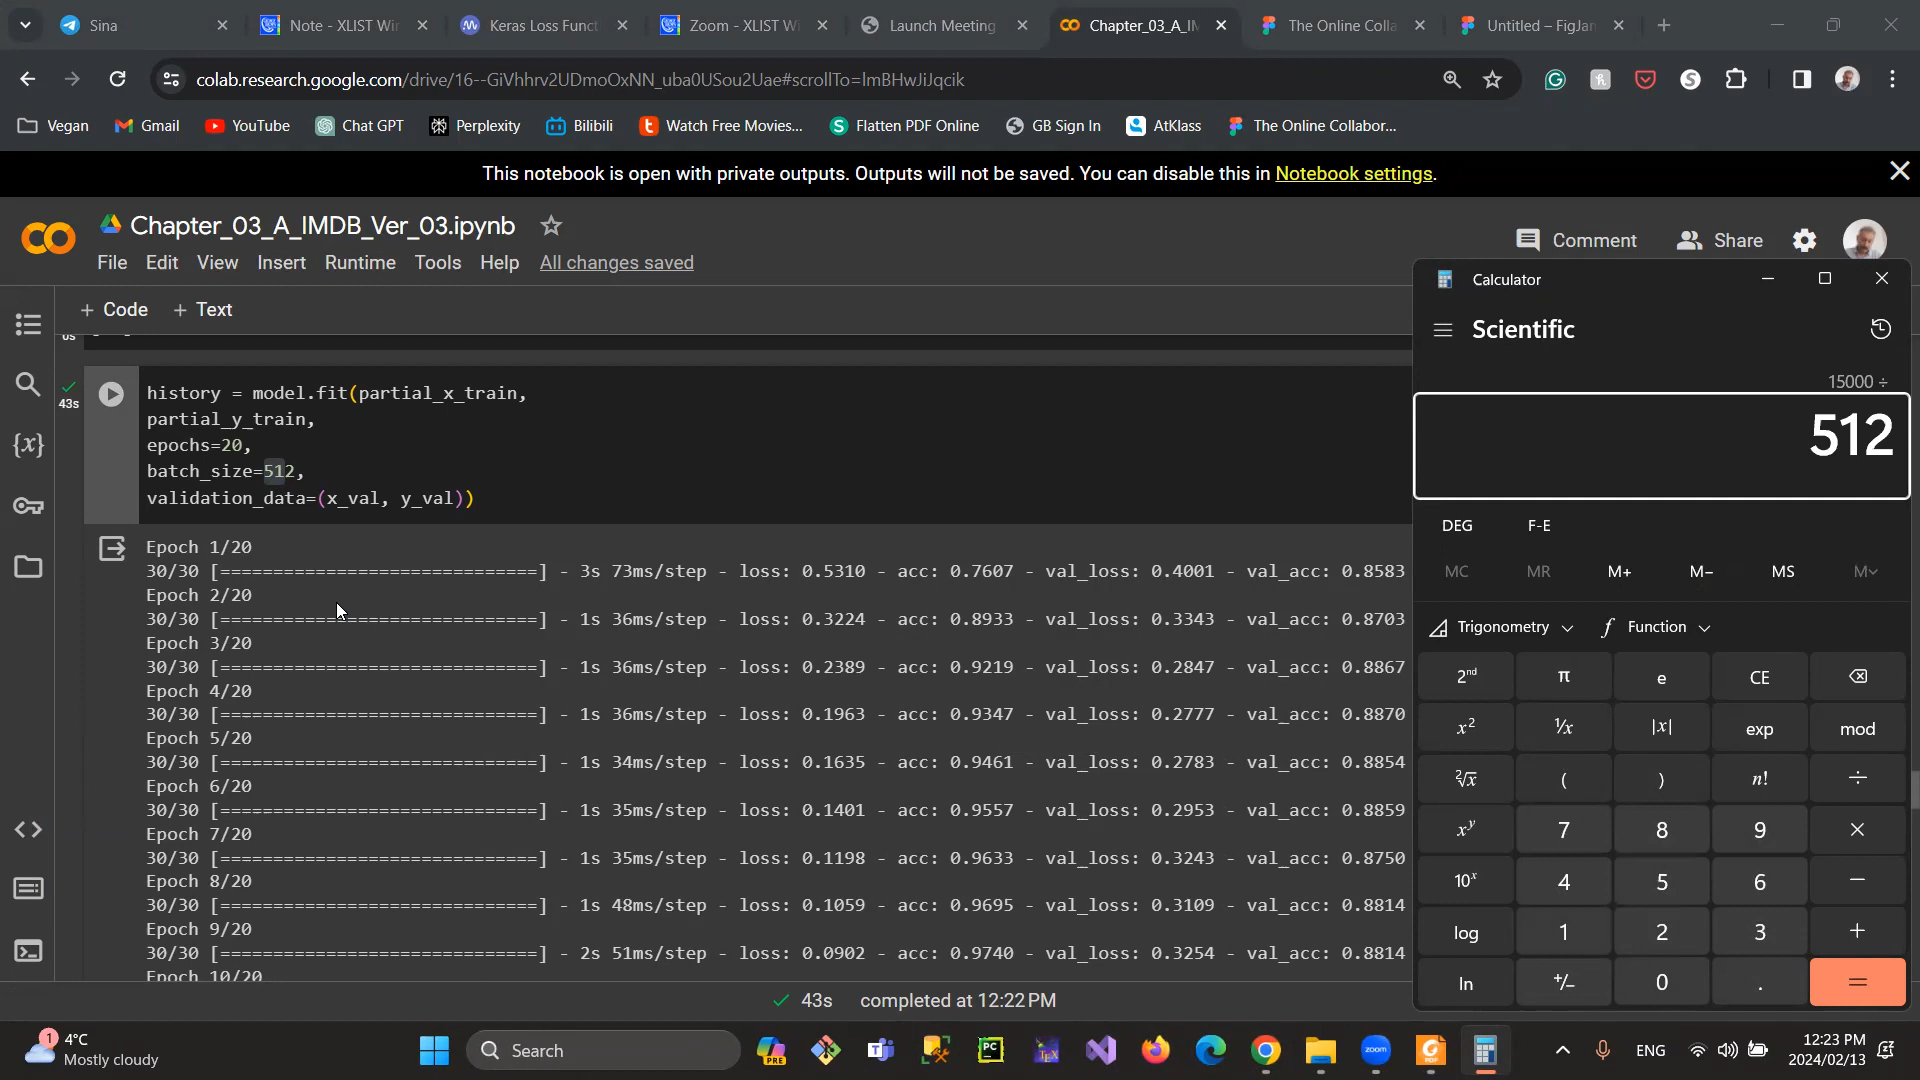 Sina
Note - XLIST Wir
Keras Loss Funct
Zoom - XLIST Wi
Launch Meeting
Chapter_03_A_IM
The Online Colla
Untitled – FigJan
colab.research.google.com/drive/16--GiVhhrv2UDmoOxNN_uba0USou2Uae#scrollTo=lmBHwJiJqcik
Vegan
Gmail
YouTube
Chat GPT
Perplexity
Bilibili
Watch Free Movies...
Flatten PDF Online
GB Sign In
AtKlass
The Online Collabor...
This notebook is open with private outputs. Outputs will not be saved. You can disable this in Notebook settings.
Chapter_03_A_IMDB_Ver_03.ipynb
Comment
Share
File Edit View Insert Runtime Tools Help All changes saved
+ Code + Text
0s
43s
history = model.fit(partial_x_train,
partial_y_train,
epochs=20,
batch_size=512,
validation_data=(x_val, y_val))
Epoch 1/20
30/30 [==============================] - 3s 73ms/step - loss: 0.5310 - acc: 0.7607 - val_loss: 0.4001 - val_acc: 0.8583
Epoch 2/20
30/30 [==============================] - 1s 36ms/step - loss: 0.3224 - acc: 0.8933 - val_loss: 0.3343 - val_acc: 0.8703
Epoch 3/20
30/30 [==============================] - 1s 36ms/step - loss: 0.2389 - acc: 0.9219 - val_loss: 0.2847 - val_acc: 0.8867
Epoch 4/20
30/30 [==============================] - 1s 36ms/step - loss: 0.1963 - acc: 0.9347 - val_loss: 0.2777 - val_acc: 0.8870
Epoch 5/20
30/30 [==============================] - 1s 34ms/step - loss: 0.1635 - acc: 0.9461 - val_loss: 0.2783 - val_acc: 0.8854
Epoch 6/20
30/30 [==============================] - 1s 35ms/step - loss: 0.1401 - acc: 0.9557 - val_loss: 0.2953 - val_acc: 0.8859
Epoch 7/20
30/30 [==============================] - 1s 35ms/step - loss: 0.1198 - acc: 0.9633 - val_loss: 0.3243 - val_acc: 0.8750
Epoch 8/20
30/30 [==============================] - 1s 48ms/step - loss: 0.1059 - acc: 0.9695 - val_loss: 0.3109 - val_acc: 0.8814
Epoch 9/20
30/30 [==============================] - 2s 51ms/step - loss: 0.0902 - acc: 0.9740 - val_loss: 0.3254 - val_acc: 0.8814
Epoch 10/20
43s completed at 12:22 PM
Calculator
Scientific
15000 ÷
512
DEG F-E
MC MR M+ M− MS M
Trigonometry Function
2nd π e CE
x² ¹/x |x| exp mod
²√x ( ) n! ÷
xʸ 7 8 9 ×
10ˣ 4 5 6 −
log 1 2 3 +
ln +/− 0 . =
1
4°C
Mostly cloudy
Search
PRE
PC
TEX
zoom
PDF
ENG
12:23 PM
2024/02/13